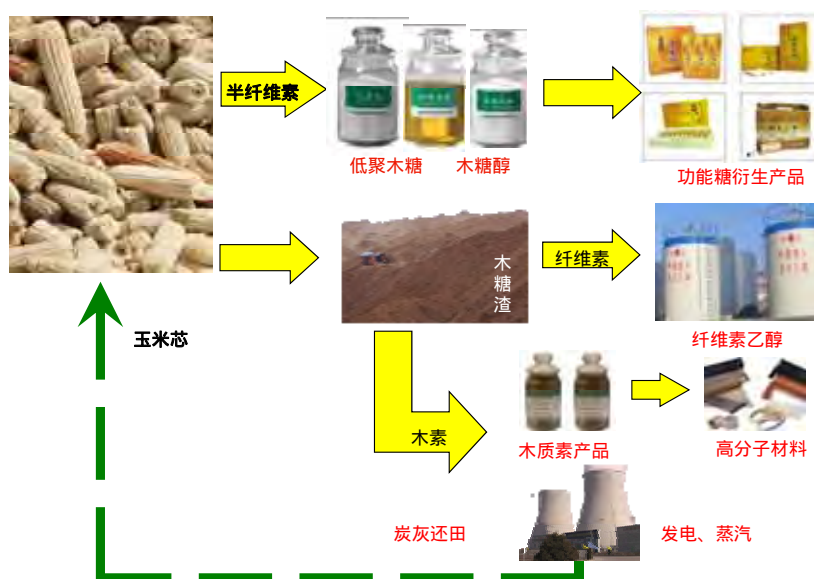 半纤维素
低聚木糖
木糖醇
功能糖衍生产品
木
糖
渣
纤维素
纤维素乙醇
玉米芯
木素
木质素产品
高分子材料
炭灰还田
发电、蒸汽